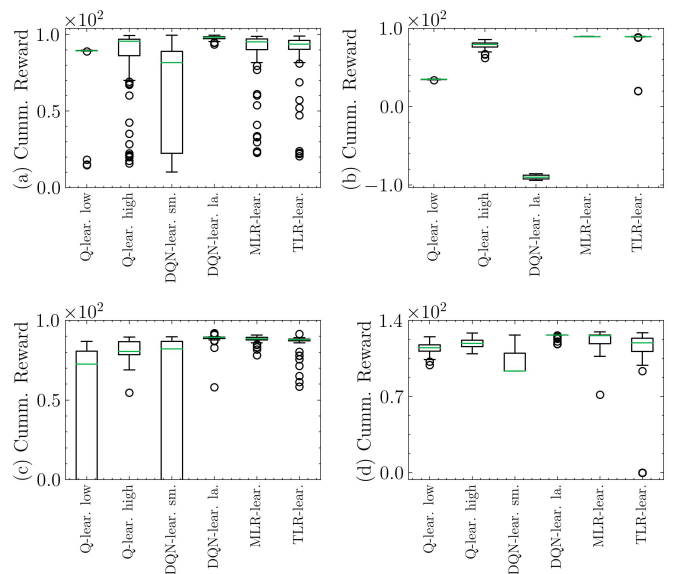 ×10²
(a) Cumm. Reward
1.0
0.5
0.0
Q-lear. low
Q-lear. high
DQN-lear. sm.
DQN-lear. la.
MLR-lear.
TLR-lear.
×10²
(b) Cumm. Reward
1.0
0.0
−1.0
Q-lear. low
Q-lear. high
DQN-lear. la.
MLR-lear.
TLR-lear.
×10²
(c) Cumm. Reward
1.0
0.5
0.0
Q-lear. low
Q-lear. high
DQN-lear. sm.
DQN-lear. la.
MLR-lear.
TLR-lear.
×10²
(d) Cumm. Reward
1.4
0.7
0.0
Q-lear. low
Q-lear. high
DQN-lear. sm.
DQN-lear. la.
MLR-lear.
TLR-lear.